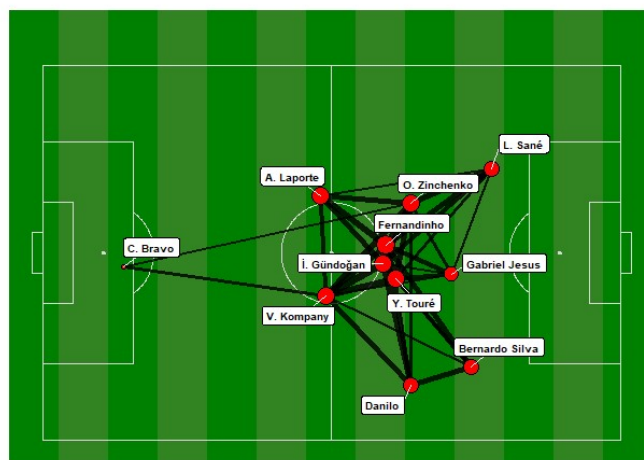 L. Sané
A. Laporte
O. Zinchenko
Fernandinho
C. Bravo
İ. Gündoğan
Gabriel Jesus
Y. Touré
V. Kompany
Bernardo Silva
Danilo